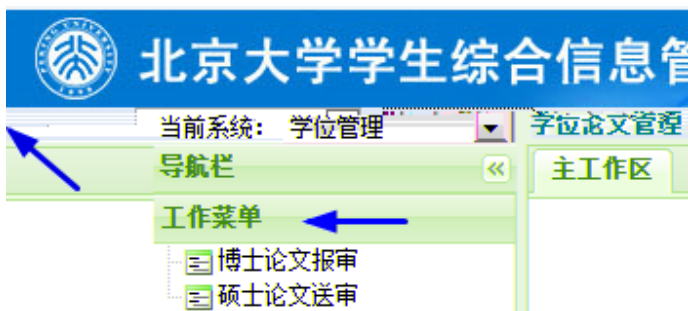 北京大学学生综合信息管
当前系统： 学位管理 学位论文管理
导航栏 主工作区
工作菜单
博士论文报审
硕士论文送审